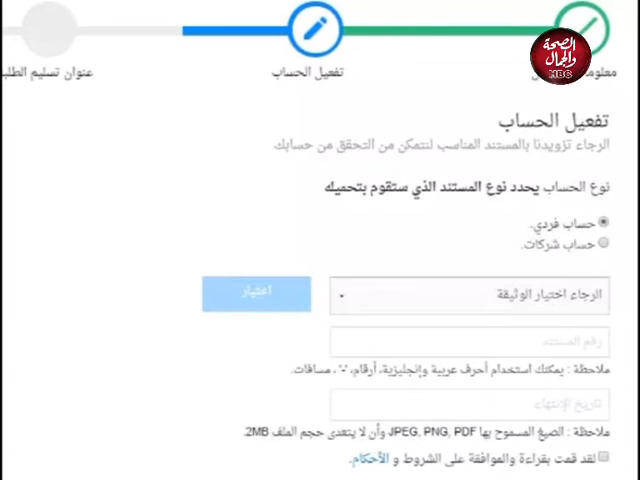 الصحة
والجمال
HBC
تفعيل الحساب
عنوان تسليم
تفعيل الحساب
الرجاء تزويدنا بالمستند المناسب لنتمكن من التحقق من حسابك
نوع الحساب يحدد نوع المستند الذي ستقوم بتحميله
حساب فردي.
حساب شركات.
الرجاء اختيار الوثيقة
اختيار
رقم المستند
ملاحظة : يمكنك استخدام أحرف عربية وإنجليزية، أرقام، '-'، مسافات.
تاريخ الإنتهاء
ملاحظة : الصيغ المسموح بها JPEG, PNG, PDF وأن لا يتعدى حجم الملف 2MB.
لقد قمت بقراءة والموافقة على الشروط و الأحكام.